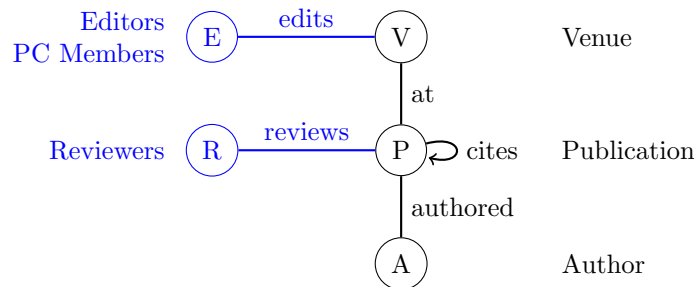 Editors
PC Members
E
edits
V
Venue
at
Reviewers
R
reviews
P
cites
Publication
authored
A
Author